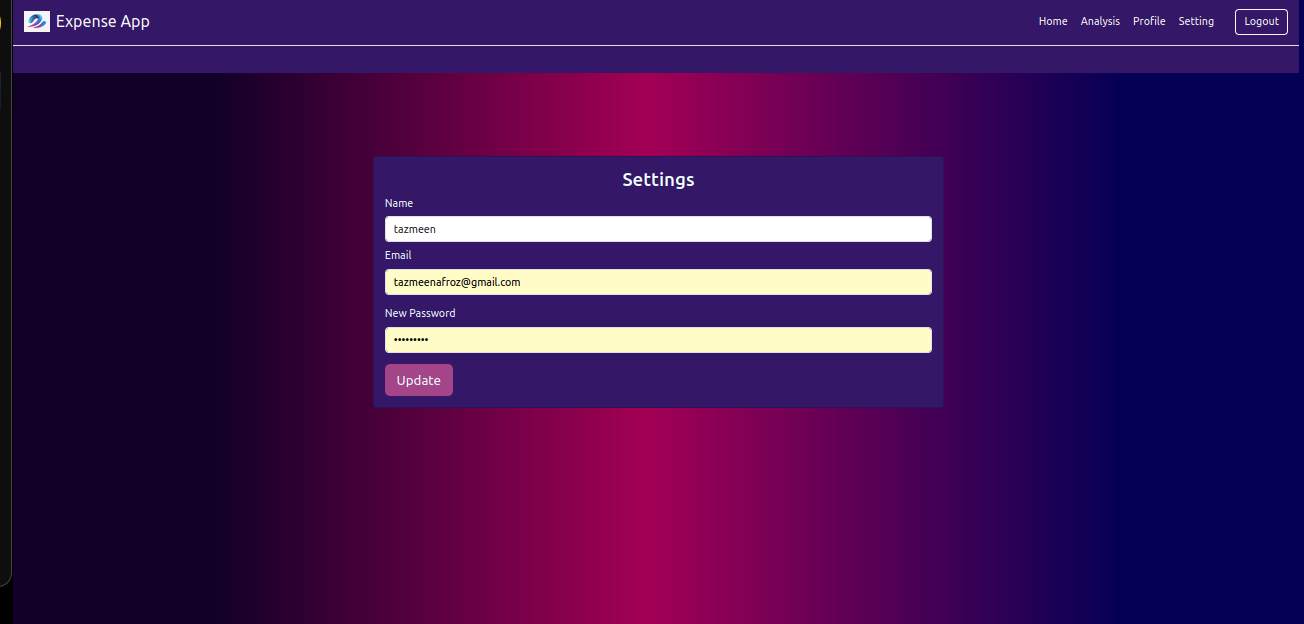 Expense App
Home Analysis Profile Setting Logout
Settings
Name
tazmeen
Email
tazmeenafroz@gmail.com
New Password
•••••••••
Update